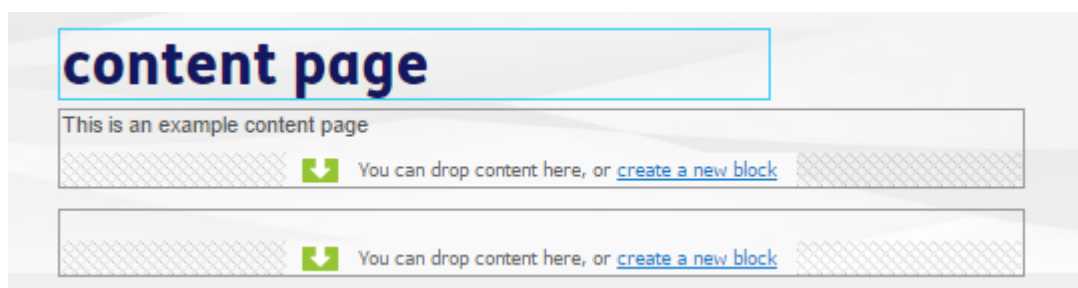 content page
This is an example content page
You can drop content here, or create a new block
You can drop content here, or create a new block